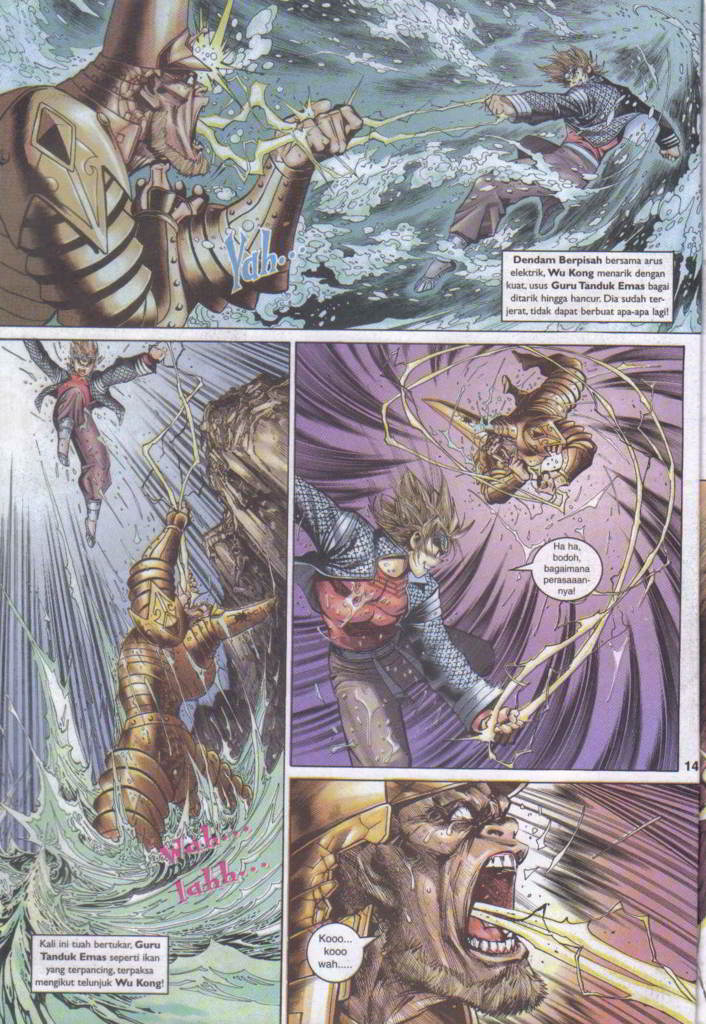 Yah...
Dendam Berpisah bersama arus
elektrik, Wu Kong menarik dengan
kuat, usus Guru Tanduk Emas bagai
ditarik hingga hancur. Dia sudah ter-
jerat, tidak dapat berbuat apa-apa lagi!
Ha ha,
bodoh,
bagaimana
perasaaan-
nya!
14
Wah...
lahh...
Kali ini tuah bertukar, Guru
Tanduk Emas seperti ikan
yang terpancing, terpaksa
mengikut telunjuk Wu Kong!
Kooo...
kooo
wah.....